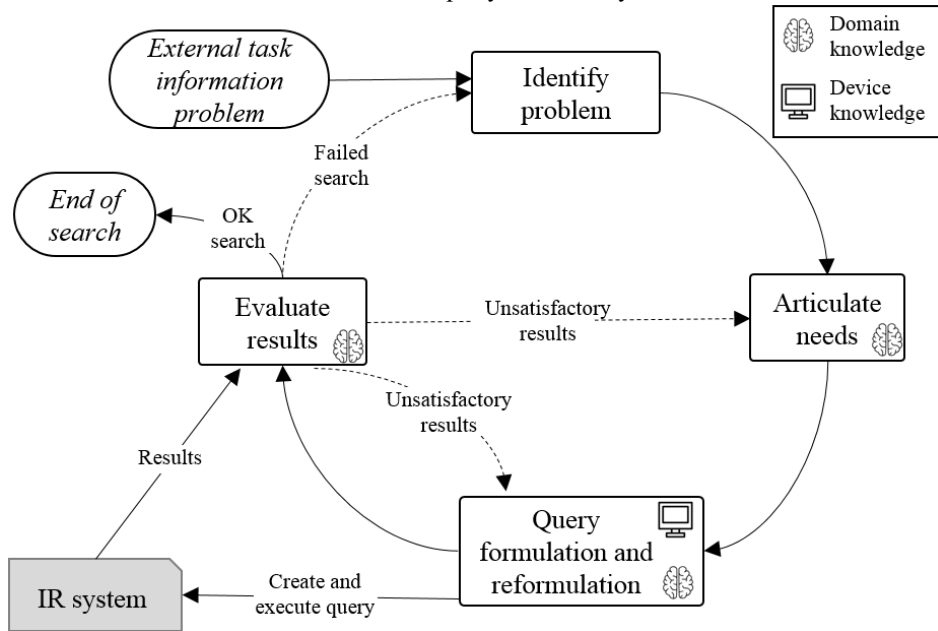 External task
information
problem
Identify
problem
Domain
knowledge
Device
knowledge
Failed
search
End of
search
OK
search
Evaluate
results
Unsatisfactory
results
Articulate
needs
Unsatisfactory
results
Results
Query
formulation and
reformulation
IR system
Create and
execute query